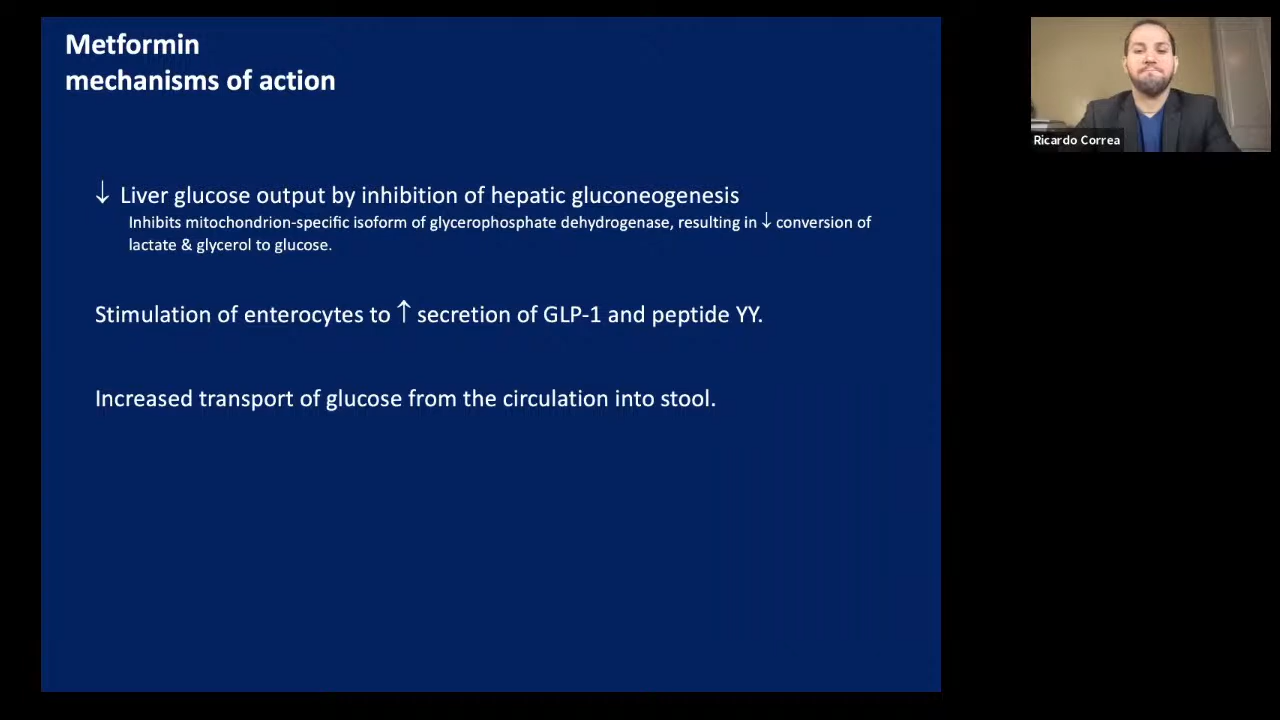 Metformin
mechanisms of action
↓ Liver glucose output by inhibition of hepatic gluconeogenesis
Inhibits mitochondrion-specific isoform of glycerophosphate dehydrogenase, resulting in ↓ conversion of
lactate & glycerol to glucose.
Stimulation of enterocytes to ↑ secretion of GLP-1 and peptide YY.
Increased transport of glucose from the circulation into stool.
Ricardo Correa